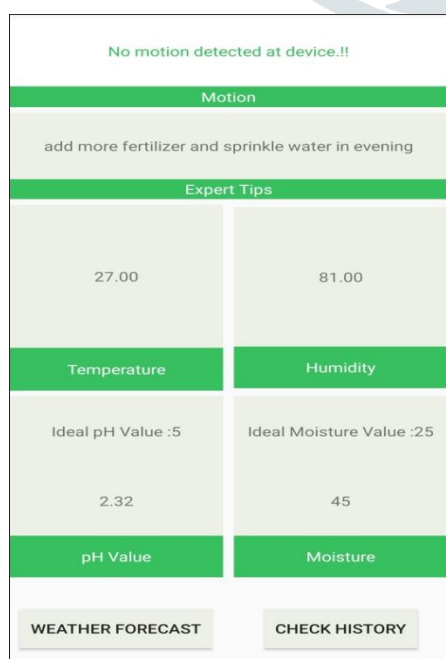 No motion detected at device.!!
Motion
add more fertilizer and sprinkle water in evening
Expert Tips
27.00
81.00
Temperature
Humidity
Ideal pH Value :5
Ideal Moisture Value :25
2.32
45
pH Value
Moisture
WEATHER FORECAST
CHECK HISTORY